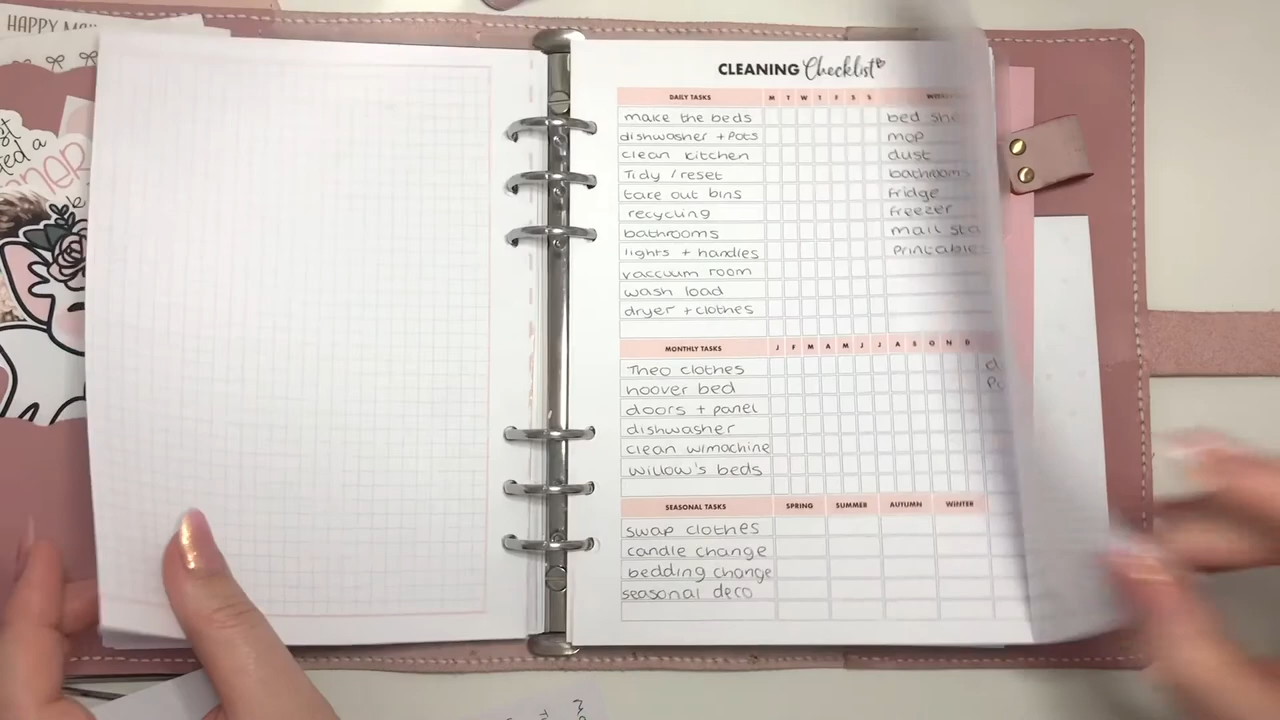 HAPPY
CLEANING Checklist
DAILY TASKS M T W T F S S
make the beds
dishwasher + pots
clean kitchen
Tidy / reset
take out bins
recycling
bathrooms
lights + handles
vaccuum room
wash load
dryer + clothes
bed
mop
dust
bathrooms
fridge
freezer
mail
Printable
MONTHLY TASKS J F M A M J J A S O N D
Theo clothes
hoover bed
doors + panel
dishwasher
clean w/machine
willow's beds
SEASONAL TASKS SPRING SUMMER AUTUMN WINTER
swap clothes
candle change
bedding change
seasonal deco